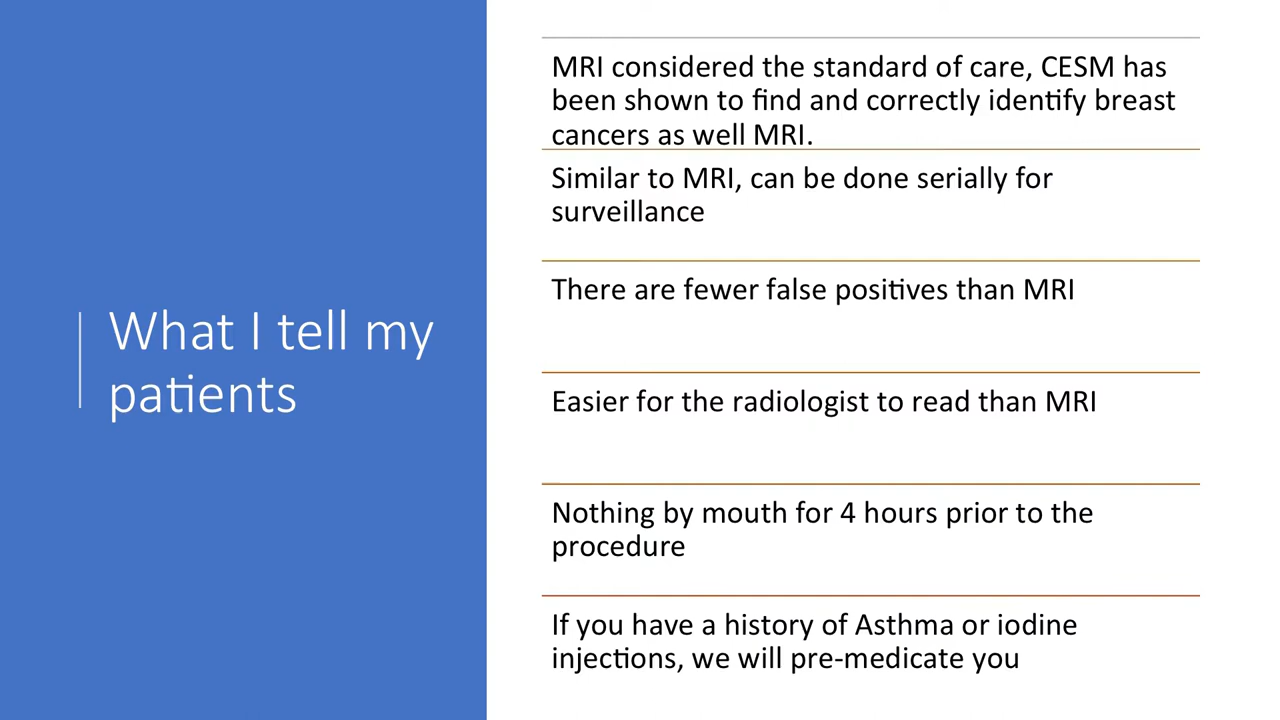 What I tell my
patients
MRI considered the standard of care, CESM has
been shown to find and correctly identify breast
cancers as well MRI.
Similar to MRI, can be done serially for
surveillance
There are fewer false positives than MRI
Easier for the radiologist to read than MRI
Nothing by mouth for 4 hours prior to the
procedure
If you have a history of Asthma or iodine
injections, we will pre-medicate you